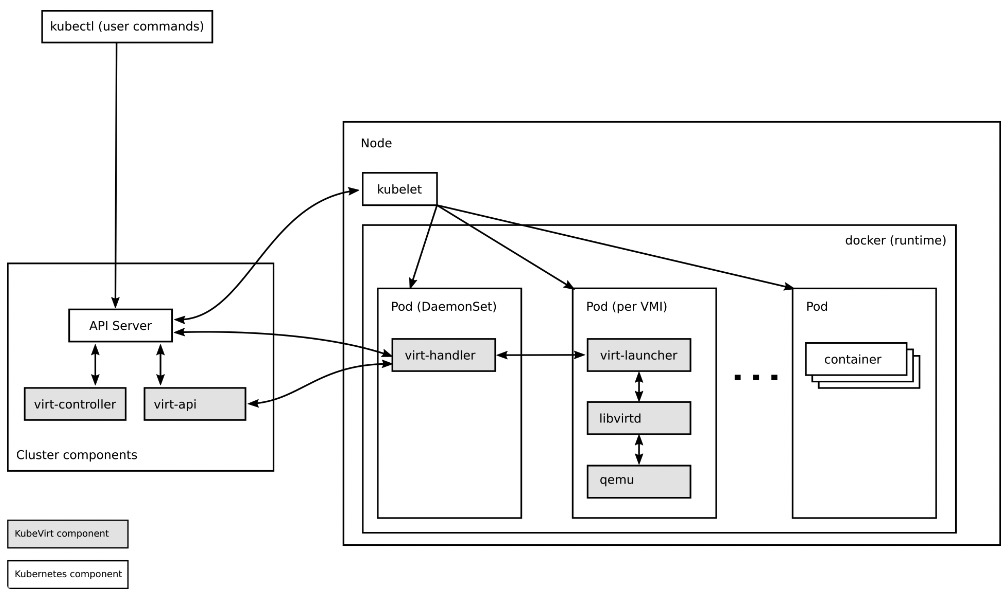 kubectl (user commands)
Node
kubelet
docker (runtime)
API Server
virt-controller
virt-api
Cluster components
Pod (DaemonSet)
virt-handler
Pod (per VMI)
virt-launcher
libvirtd
qemu
Pod
container
KubeVirt component
Kubernetes component